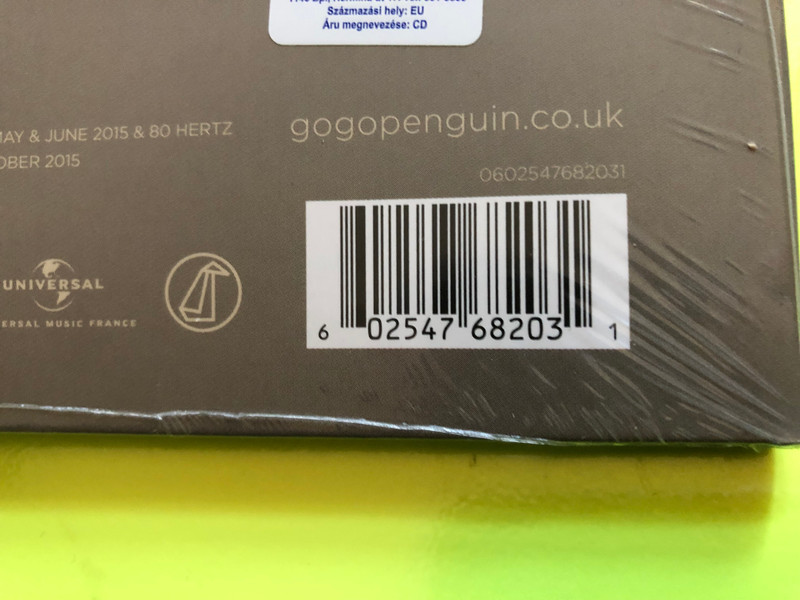 Származási hely: EU
Áru megnevezése: CD
MAY & JUNE 2015 & 80 HERTZ
OBER 2015
gogopenguin.co.uk
0602547682031
6 02547 68203 1
UNIVERSAL
ERSAL MUSIC FRANCE